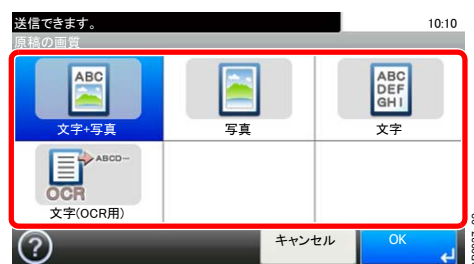 送信できます。
10:10
原稿の画質
ABC
文字+写真
写真
ABC
DEF
GHI
文字
ABCD--
OCR
文字(OCR用)
?
キャンセル
OK